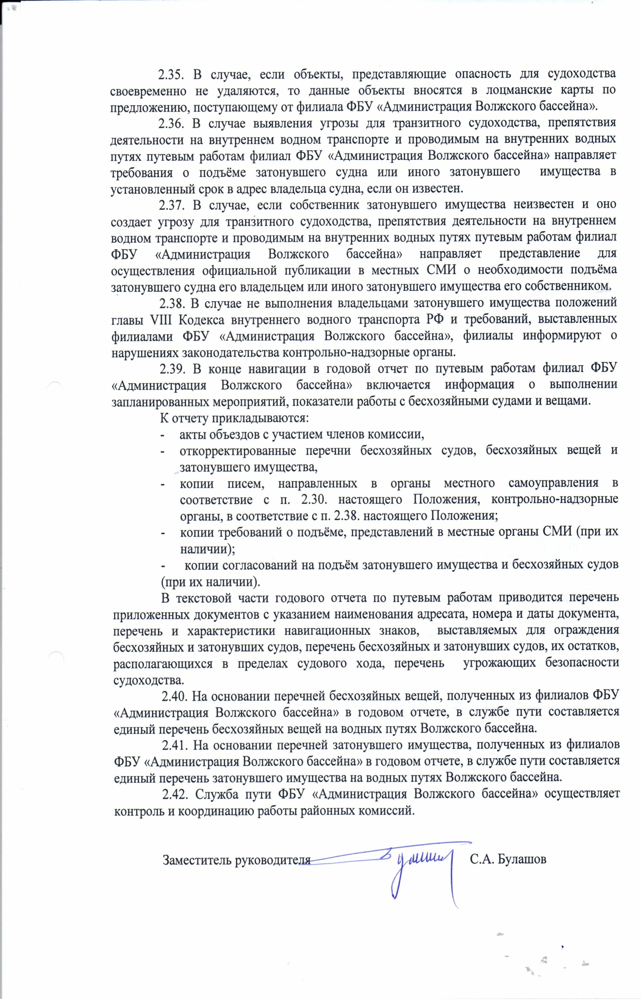 2.35. В случае, если объекты, представляющие опасность для судоходства
своевременно не удаляются, то данные объекты вносятся в лоцманские карты по
предложению, поступающему от филиала ФБУ «Администрация Волжского бассейна».
2.36. В случае выявления угрозы для транзитного судоходства, препятствия
деятельности на внутреннем водном транспорте и проводимым на внутренних водных
путях путевым работам филиал ФБУ «Администрация Волжского бассейна» направляет
требования о подъёме затонувшего судна или иного затонувшего имущества в
установленный срок в адрес владельца судна, если он известен.
2.37. В случае, если собственник затонувшего имущества неизвестен и оно
создает угрозу для транзитного судоходства, препятствия деятельности на внутреннем
водном транспорте и проводимым на внутренних водных путях путевым работам филиал
ФБУ «Администрация Волжского бассейна» направляет представление для
осуществления официальной публикации в местных СМИ о необходимости подъёма
затонувшего судна его владельцем или иного затонувшего имущества его собственником.
2.38. В случае не выполнения владельцами затонувшего имущества положений
главы VIII Кодекса внутреннего водного транспорта РФ и требований, выставленных
филиалами ФБУ «Администрация Волжского бассейна», филиалы информируют о
нарушениях законодательства контрольно-надзорные органы.
2.39. В конце навигации в годовой отчет по путевым работам филиал ФБУ
«Администрация Волжского бассейна» включается информация о выполнении
запланированных мероприятий, показатели работы с бесхозяйными судами и вещами.
К отчету прикладываются:
- акты объездов с участием членов комиссии,
- откорректированные перечни бесхозяйных судов, бесхозяйных вещей и
затонувшего имущества,
- копии писем, направленных в органы местного самоуправления в
соответствие с п. 2.30. настоящего Положения, контрольно-надзорные
органы, в соответствие с п. 2.38. настоящего Положения;
- копии требований о подъёме, представлений в местные органы СМИ (при их
наличии);
- копии согласований на подъём затонувшего имущества и бесхозяйных судов
(при их наличии).
В текстовой части годового отчета по путевым работам приводится перечень
приложенных документов с указанием наименования адресата, номера и даты документа,
перечень и характеристики навигационных знаков, выставляемых для ограждения
бесхозяйных и затонувших судов, перечень бесхозяйных и затонувших судов, их остатков,
располагающихся в пределах судового хода, перечень угрожающих безопасности
судоходства.
2.40. На основании перечней бесхозяйных вещей, полученных из филиалов ФБУ
«Администрация Волжского бассейна» в годовом отчете, в службе пути составляется
единый перечень бесхозяйных вещей на водных путях Волжского бассейна.
2.41. На основании перечней затонувшего имущества, полученных из филиалов
ФБУ «Администрация Волжского бассейна» в годовом отчете, в службе пути составляется
единый перечень затонувшего имущества на водных путях Волжского бассейна.
2.42. Служба пути ФБУ «Администрация Волжского бассейна» осуществляет
контроль и координацию работы районных комиссий.
Заместитель руководителя С.А. Булашов